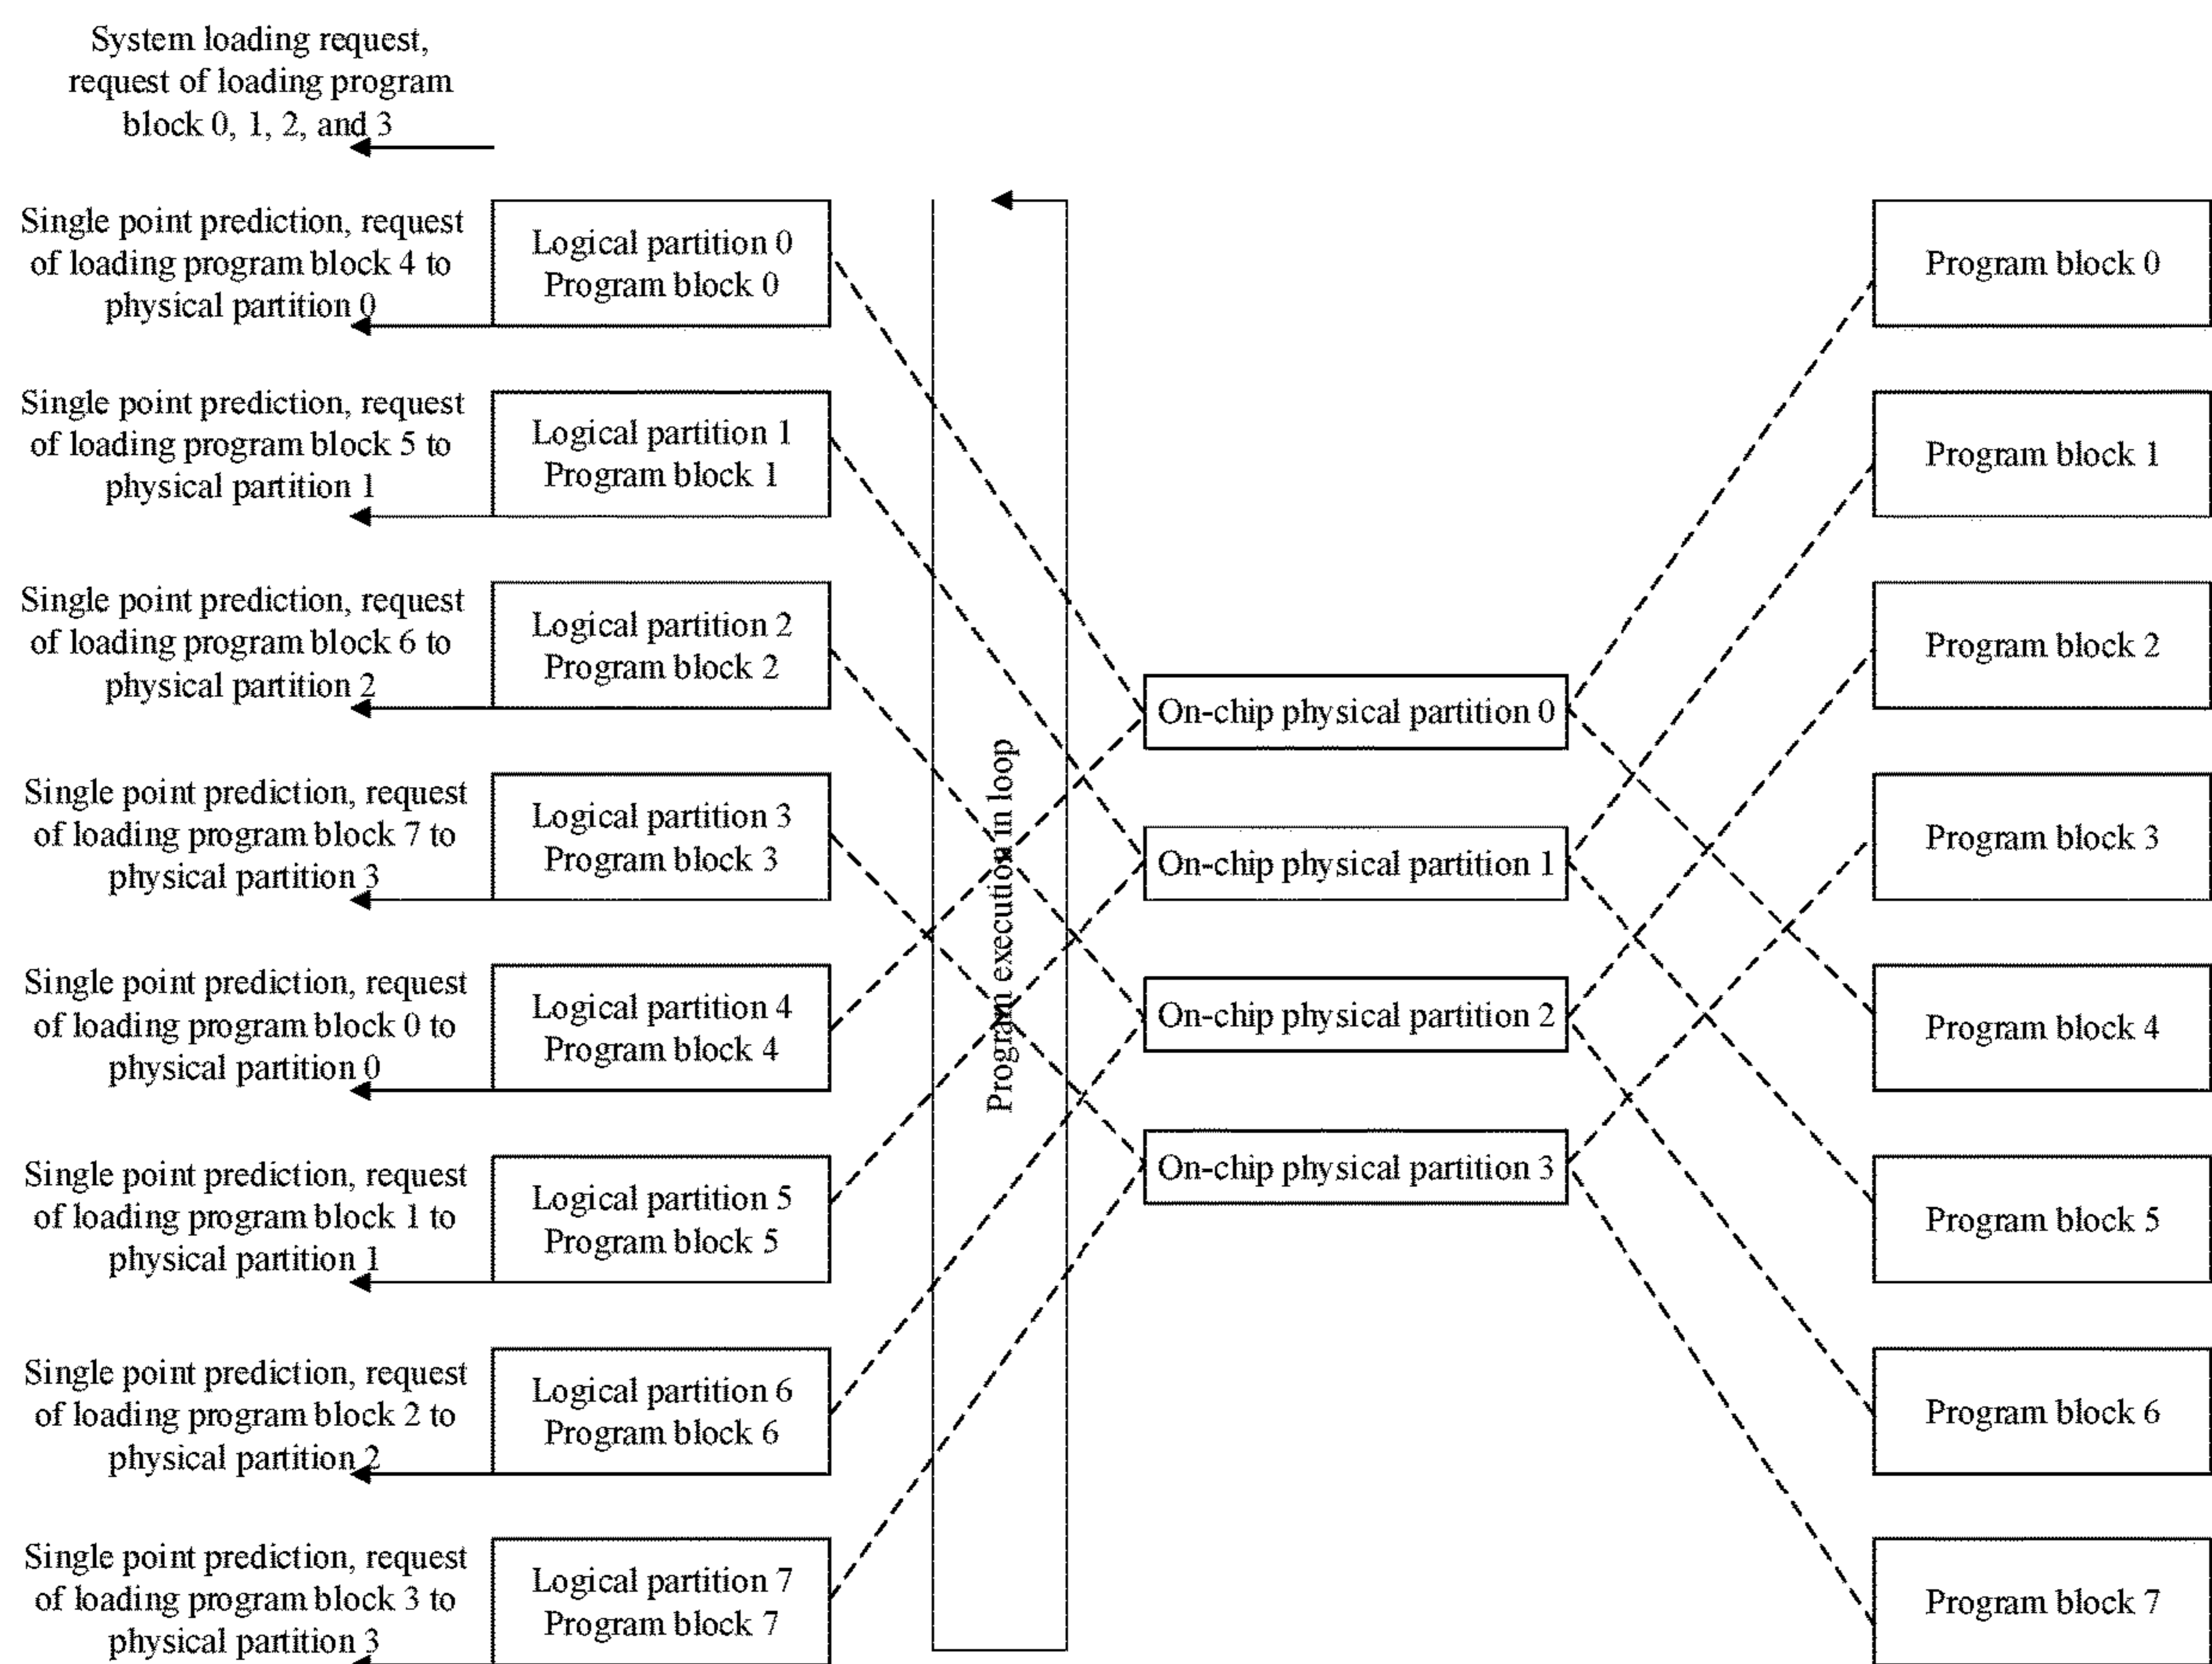 System loading request,
request of loading program
block 0, 1, 2, and 3
Single point prediction, request
of loading program block 4 to
physical partition 0
Logical partition 0
Program block 0
Single point prediction, request
of loading program block 5 to
physical partition 1
Logical partition 1
Program block 1
Single point prediction, request
of loading program block 6 to
physical partition 2
Logical partition 2
Program block 2
Single point prediction, request
of loading program block 7 to
physical partition 3
Logical partition 3
Program block 3
Single point prediction, request
of loading program block 0 to
physical partition 0
Logical partition 4
Program block 4
Single point prediction, request
of loading program block 1 to
physical partition 1
Logical partition 5
Program block 5
Single point prediction, request
of loading program block 2 to
physical partition 2
Logical partition 6
Program block 6
Single point prediction, request
of loading program block 3 to
physical partition 3
Logical partition 7
Program block 7
Program execution in loop
On-chip physical partition 0
On-chip physical partition 1
On-chip physical partition 2
On-chip physical partition 3
Program block 0
Program block 1
Program block 2
Program block 3
Program block 4
Program block 5
Program block 6
Program block 7